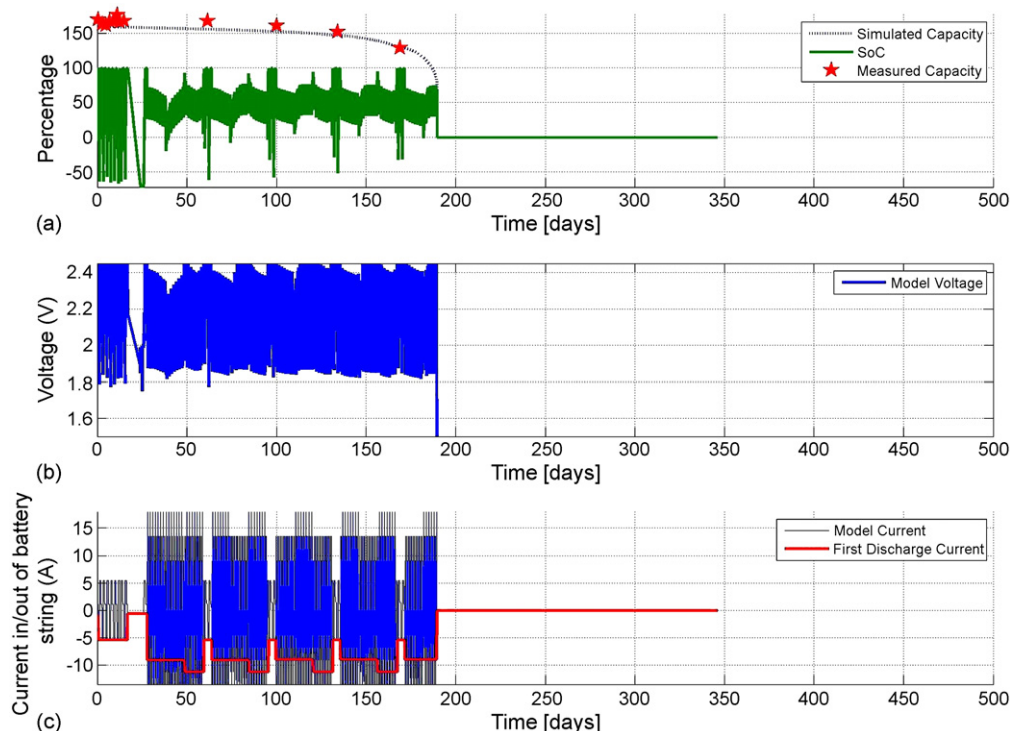 150
100
50
0
-50
Percentage
Simulated Capacity
SoC
Measured Capacity
0 50 100 150 200 250 300 350 400 450 500
(a)
Time [days]
2.4
2.2
2
1.8
1.6
Voltage (V)
Model Voltage
0 50 100 150 200 250 300 350 400 450 500
(b)
Time [days]
15
10
5
0
-5
-10
Current in/out of battery
string (A)
Model Current
First Discharge Current
0 50 100 150 200 250 300 350 400 450 500
(c)
Time [days]